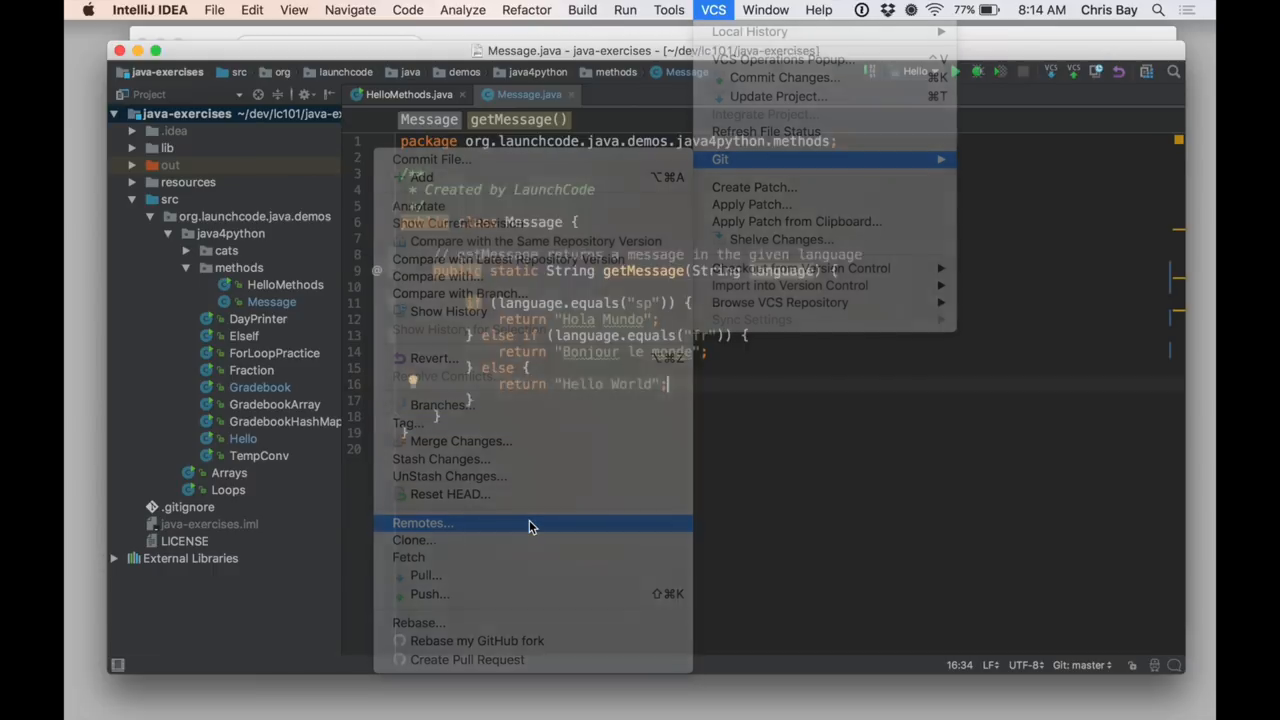 IntelliJ IDEA File Edit View Navigate Code Analyze Refactor Build Run Tools VCS Window Help 77% 8:14 AM Chris Bay
Message.java - java-exercises - [~/dev/lc101/java-exercises]
java-exercises src org launchcode java demos java4python methods Message Hello
Project
HelloMethods.java Message.java
java-exercises ~/dev/lc101/java-ex
.idea
lib
out
resources
src
org.launchcode.java.demos
java4python
cats
methods
HelloMethods
Message
DayPrinter
ElseIf
ForLoopPractice
Fraction
Gradebook
GradebookArray
GradebookHashMap
Hello
TempConv
Arrays
Loops
.gitignore
java-exercises.iml
LICENSE
External Libraries
Message getMessage()
1 package org.launchcode.java.demos.java4python.methods;
2
3 /**
4 * Created by LaunchCode
5 */
6 public class Message {
7
8 // getMessage returns a message in the given language
9 @ public static String getMessage(String language) {
10
11 if (language.equals("sp")) {
12 return "Hola Mundo";
13 } else if (language.equals("fr")) {
14 return "Bonjour le monde";
15 } else {
16 return "Hello World";
17 }
18 }
19 }
20
Commit File...
Add ⌥⌘A
Annotate
Show Current Revision
Compare with the Same Repository Version
Compare with Latest Repository Version
Compare with...
Compare with Branch...
Show History
Show History for Selection
Revert... ⌥⌘Z
Resolve Conflicts...
Branches...
Tag...
Merge Changes...
Stash Changes...
UnStash Changes...
Reset HEAD...
Remotes...
Clone...
Fetch
Pull...
Push... ⇧⌘K
Rebase...
Rebase my GitHub fork
Create Pull Request
Local History
VCS Operations Popup... ^V
Commit Changes... ⌘K
Update Project... ⌘T
Integrate Project...
Refresh File Status
Git
Create Patch...
Apply Patch...
Apply Patch from Clipboard...
Shelve Changes...
Checkout from Version Control
Import into Version Control
Browse VCS Repository
Sync Settings
16:34 LF UTF-8 Git: master